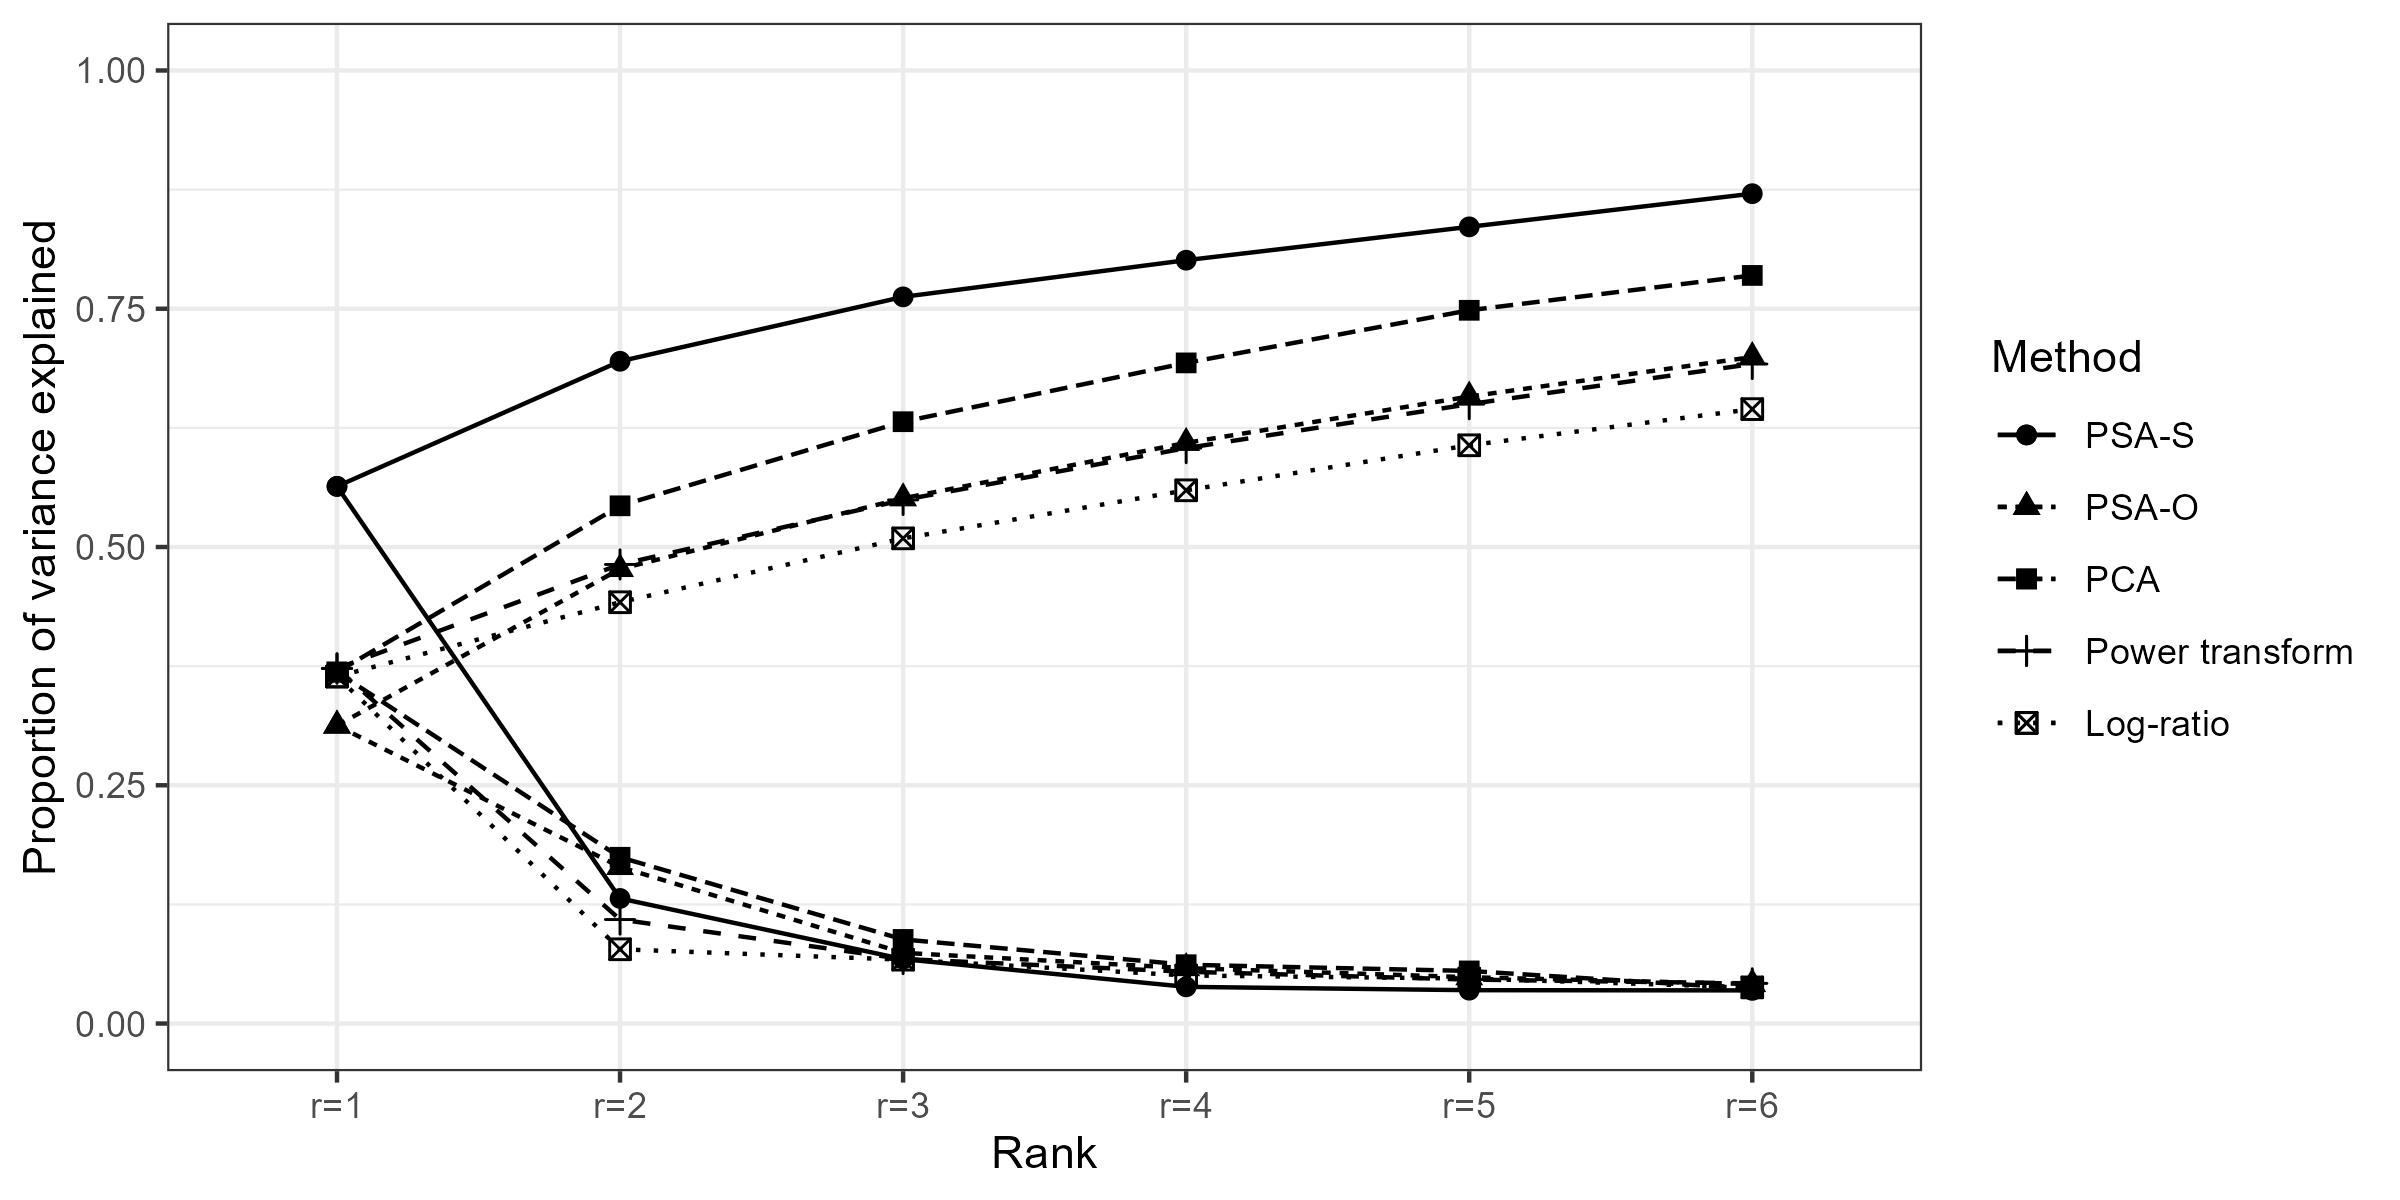 Proportion of variance explained
1.00
0.75
0.50
0.25
0.00
r=1 r=2 r=3 r=4 r=5 r=6
Rank
Method
PSA-S
PSA-O
PCA
Power transform
Log-ratio